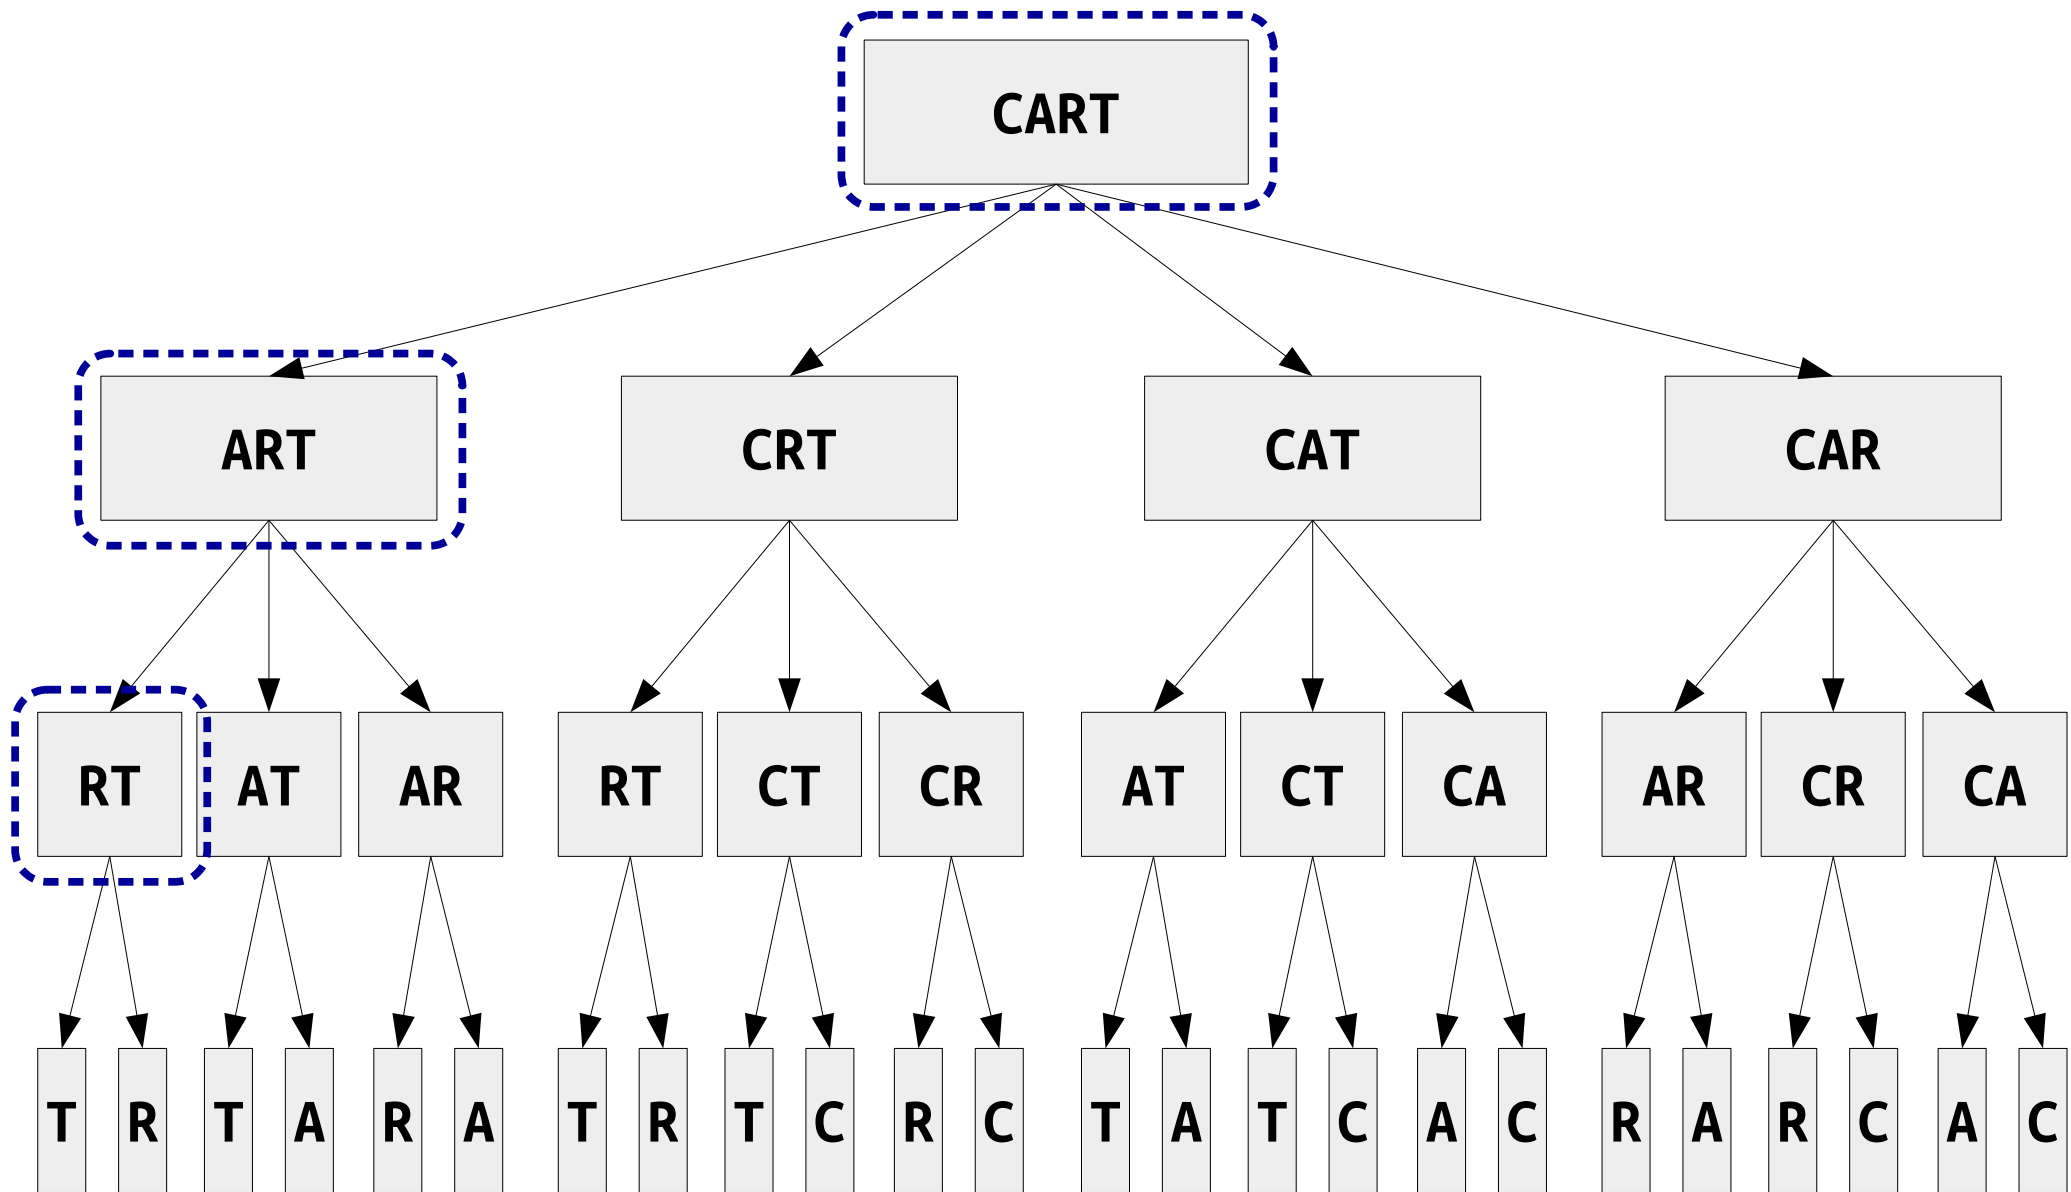 CART
ART CRT CAT CAR
RT AT AR RT CT CR AT CT CA AR CR CA
T R T A R A T R T C R C T A T C A C R A R C A C